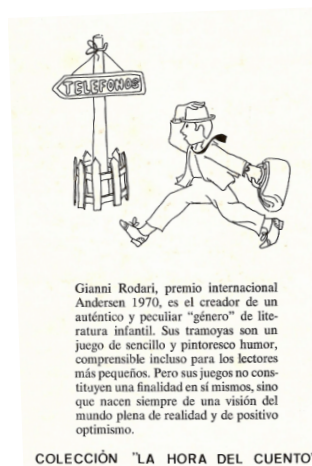 TELEFONOS
Gianni Rodari, premio internacional
Andersen 1970, es el creador de un
auténtico y peculiar "género" de lite-
ratura infantil. Sus tramoyas son un
juego de sencillo y pintoresco humor,
comprensible incluso para los lectores
más pequeños. Pero sus juegos no cons-
tituyen una finalidad en sí mismos, sino
que nacen siempre de una visión del
mundo plena de realidad y de positivo
optimismo.
COLECCIÓN "LA HORA DEL CUENTO"